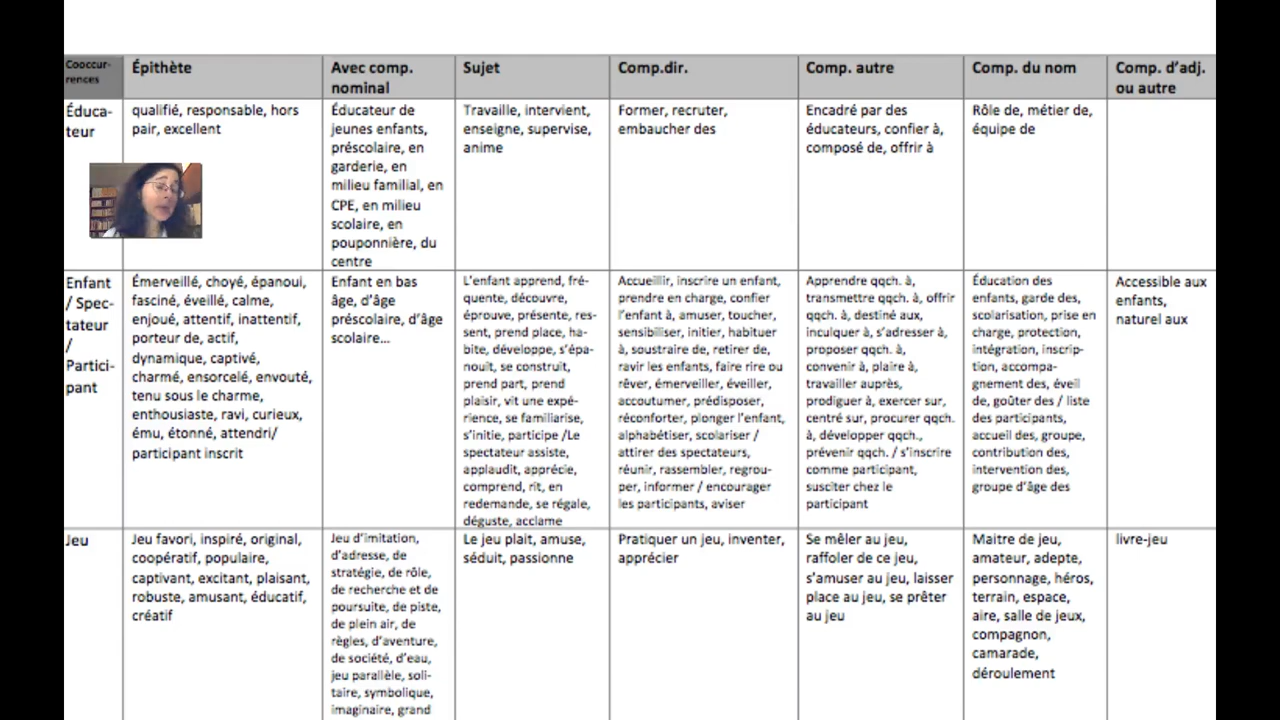 Cooccur-
rences
Épithète
Avec comp.
nominal
Sujet
Comp.dir.
Comp. autre
Comp. du nom
Comp. d'adj.
ou autre
Éduca-
teur
qualifié, responsable, hors
pair, excellent
Éducateur de
jeunes enfants,
préscolaire, en
garderie, en
milieu familial, en
CPE, en milieu
scolaire, en
pouponnière, du
centre
Travaille, intervient,
enseigne, supervise,
anime
Former, recruter,
embaucher des
Encadré par des
éducateurs, confier à,
composé de, offrir à
Rôle de, métier de,
équipe de
Enfant
/ Spec-
tateur
/
Partici-
pant
Émerveillé, choyé, épanoui,
fasciné, éveillé, calme,
enjoué, attentif, inattentif,
porteur de, actif,
dynamique, captivé,
charmé, ensorcelé, envouté,
tenu sous le charme,
enthousiaste, ravi, curieux,
ému, étonné, attendri/
participant inscrit
Enfant en bas
âge, d'âge
préscolaire, d'âge
scolaire…
L'enfant apprend, fré-
quente, découvre,
éprouve, présente, res-
sent, prend place, ha-
bite, développe, s'épa-
nouit, se construit,
prend part, prend
plaisir, vit une expé-
rience, se familiarise,
s'initie, participe /Le
spectateur assiste,
applaudit, apprécie,
comprend, rit, en
redemande, se régale,
déguste, acclame
Accueillir, inscrire un enfant,
prendre en charge, confier
l'enfant à, amuser, toucher,
sensibiliser, initier, habituer
à, soustraire de, retirer de,
ravir les enfants, faire rire ou
rêver, émerveiller, éveiller,
accoutumer, prédisposer,
réconforter, plonger l'enfant,
alphabétiser, scolariser /
attirer des spectateurs,
réunir, rassembler, regrou-
per, informer / encourager
les participants, aviser
Apprendre qqch. à,
transmettre qqch. à, offrir
qqch. à, destiné aux,
inculquer à, s'adresser à,
proposer qqch. à,
convenir à, plaire à,
travailler auprès,
prodiguer à, exercer sur,
centré sur, procurer qqch.
à, développer qqch.,
prévenir qqch. / s'inscrire
comme participant,
susciter chez le
participant
Éducation des
enfants, garde des,
scolarisation, prise en
charge, protection,
intégration, inscrip-
tion, accompa-
gnement des, éveil
de, goûter des / liste
des participants,
accueil des, groupe,
contribution des,
intervention des,
groupe d'âge des
Accessible aux
enfants,
naturel aux
Jeu
Jeu favori, inspiré, original,
coopératif, populaire,
captivant, excitant, plaisant,
robuste, amusant, éducatif,
créatif
Jeu d'imitation,
d'adresse, de
stratégie, de rôle,
de recherche et de
poursuite, de piste,
de plein air, de
règles, d'aventure,
de société, d'eau,
jeu parallèle, soli-
taire, symbolique,
imaginaire, grand
Le jeu plait, amuse,
séduit, passionne
Pratiquer un jeu, inventer,
apprécier
Se mêler au jeu,
raffoler de ce jeu,
s'amuser au jeu, laisser
place au jeu, se prêter
au jeu
Maitre de jeu,
amateur, adepte,
personnage, héros,
terrain, espace,
aire, salle de jeux,
compagnon,
camarade,
déroulement
livre-jeu